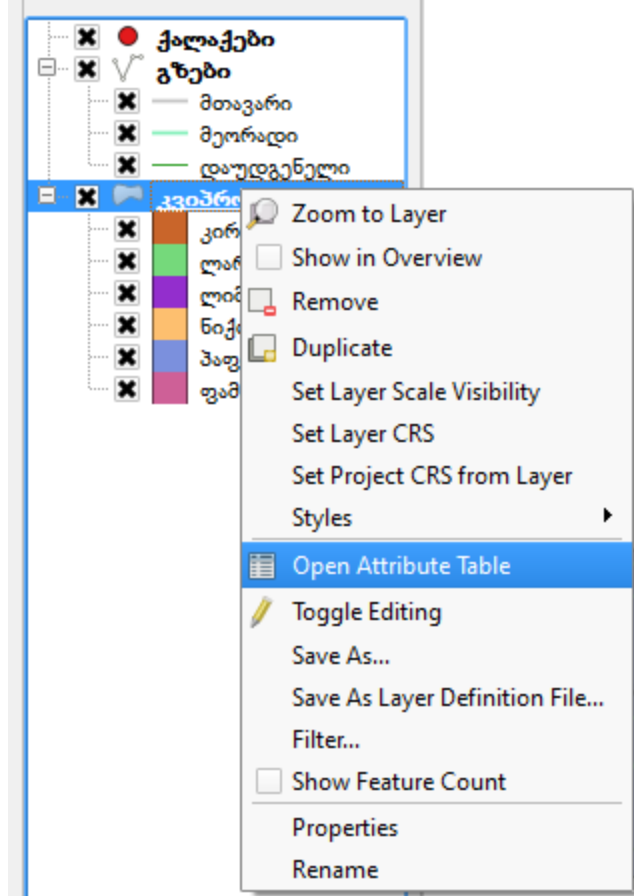 ქალაქები
გზები
მთავარი
მეორადი
დაუდგენელი
Zoom to Layer
Show in Overview
Remove
Duplicate
Set Layer Scale Visibility
Set Layer CRS
Set Project CRS from Layer
Styles
Open Attribute Table
Toggle Editing
Save As...
Save As Layer Definition File...
Filter...
Show Feature Count
Properties
Rename